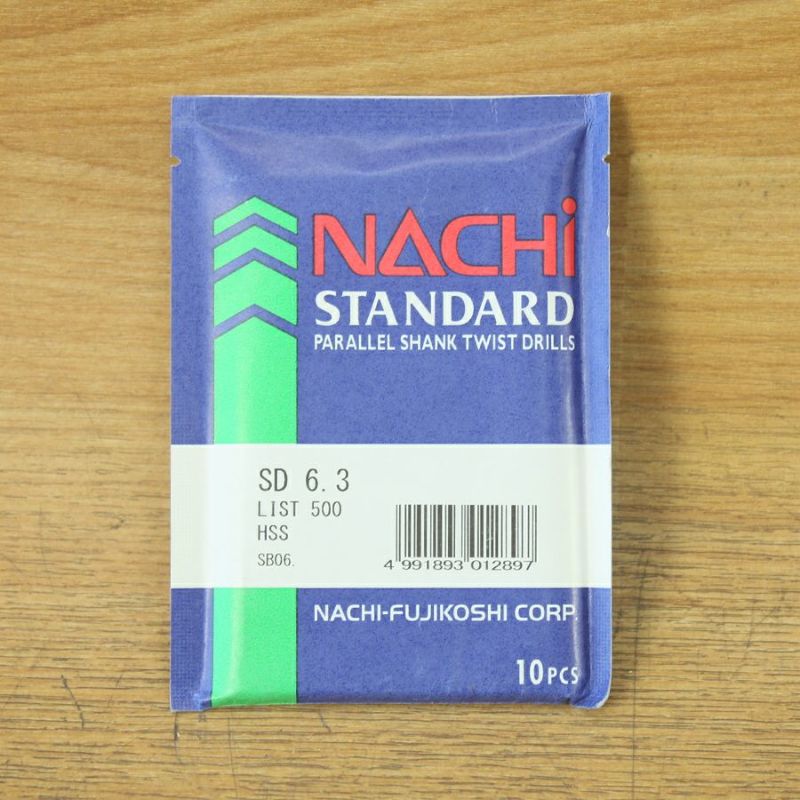 NACHi
STANDARD
PARALLEL SHANK TWIST DRILLS
SD 6.3
LIST 500
HSS
SB06.
4 991893 012897
NACHI-FUJIKOSHI CORP.
10PCS